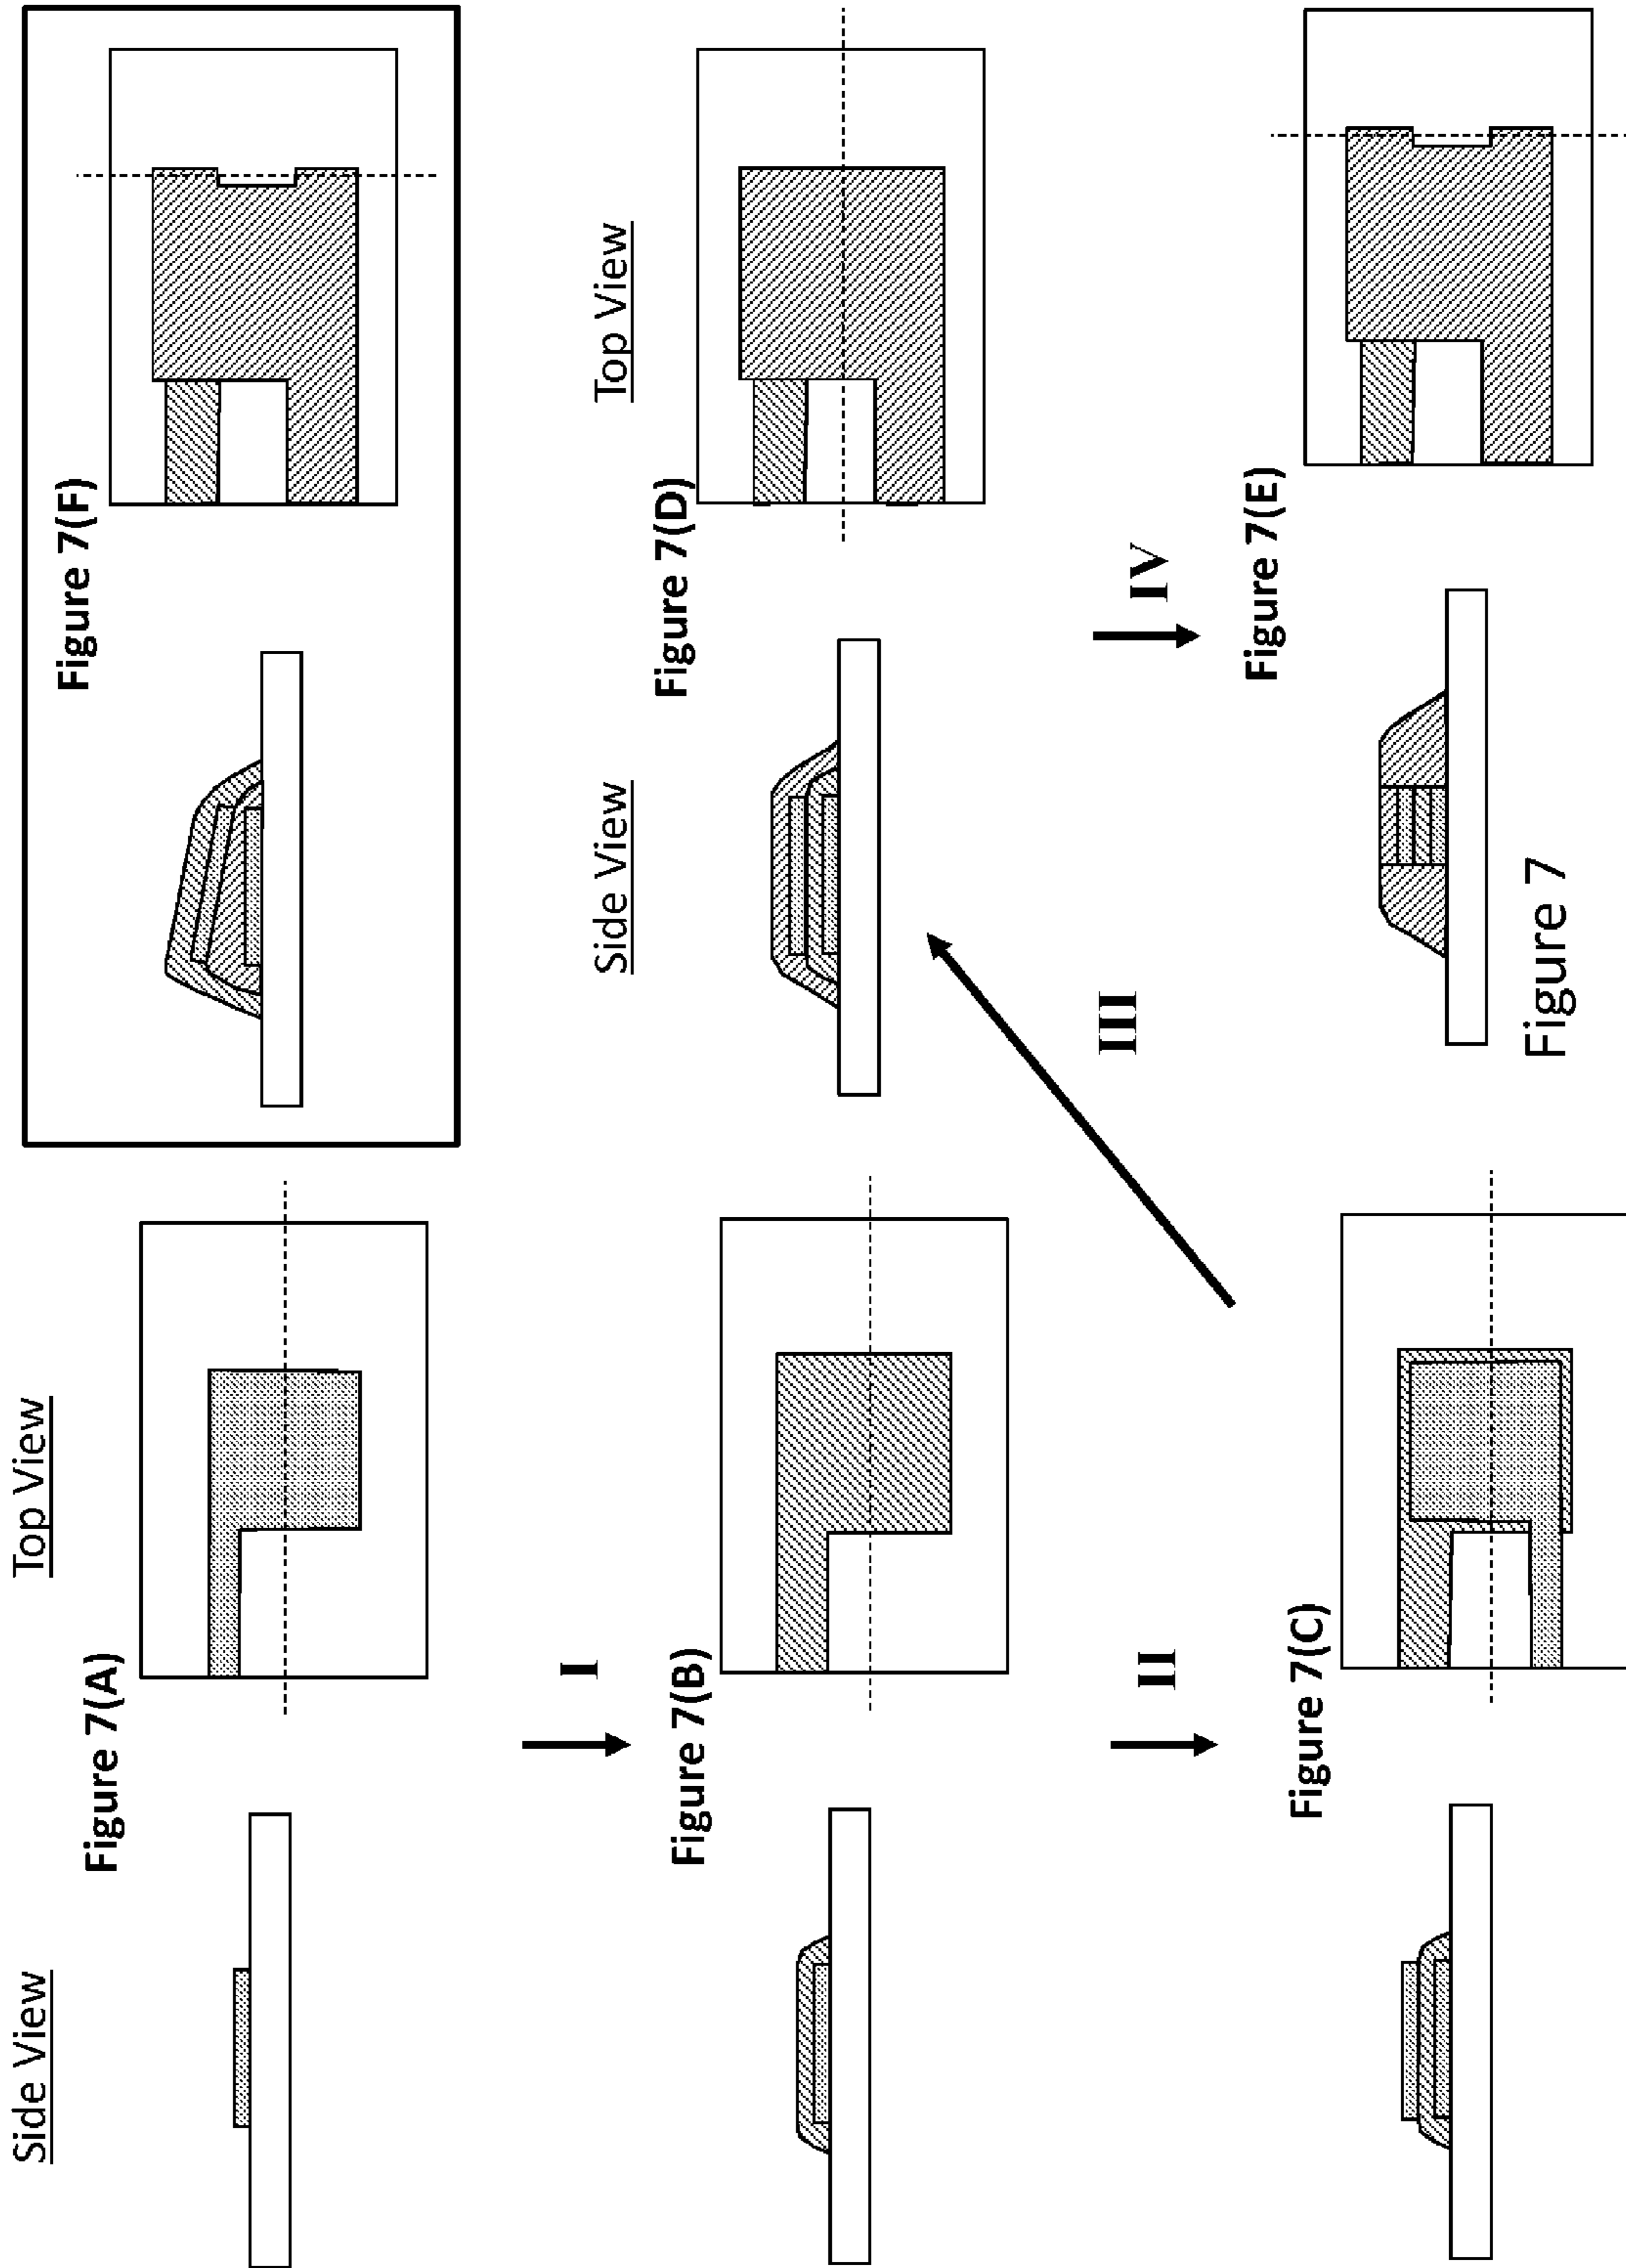 Side View
Top View
Figure 7(A)
I
Figure 7(B)
II
Figure 7(C)
III
Figure 7(F)
Side View
Top View
Figure 7(D)
IV
Figure 7(E)
Figure 7